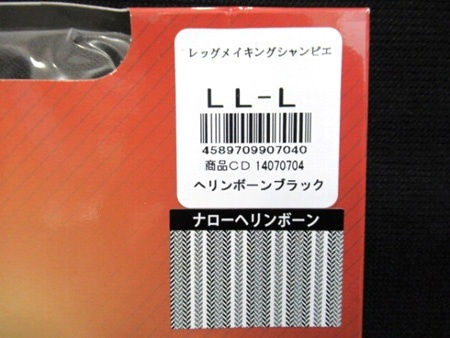 レッグメイキングシャンピエ
LL-L
4589709907040
商品CD 14070704
ヘリンボーンブラック
ナローヘリンボーン